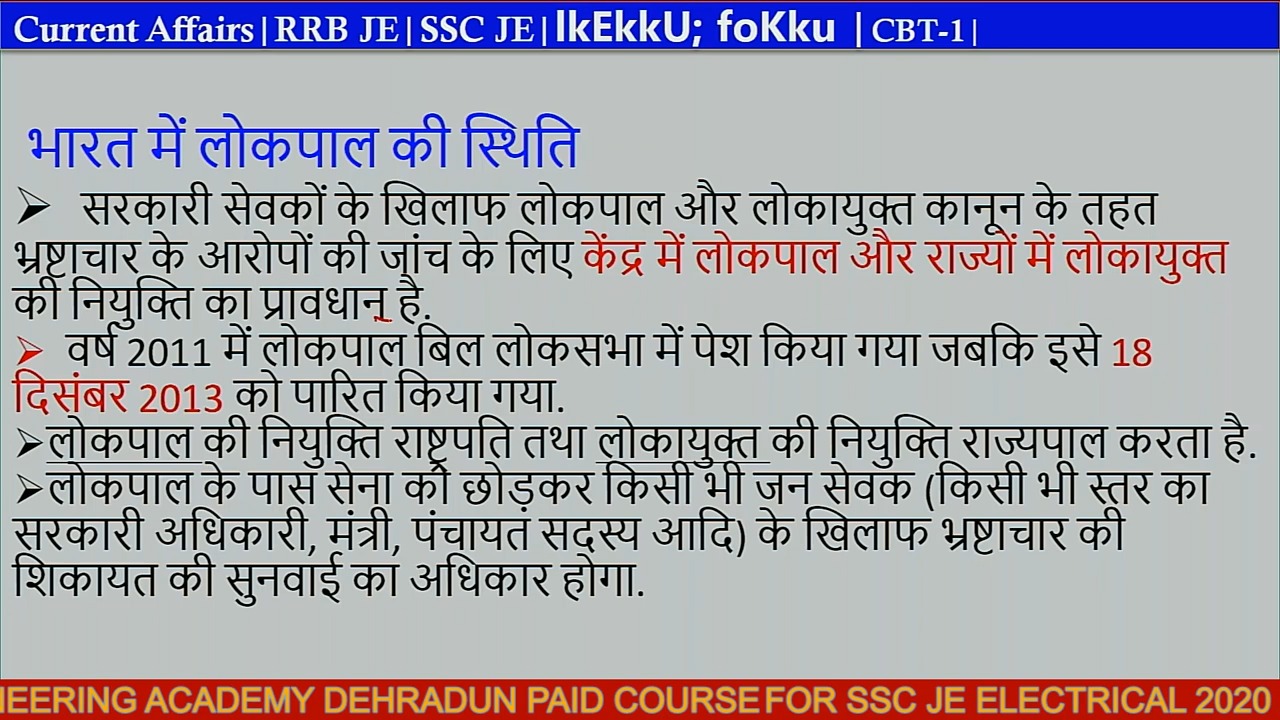 Current Affairs|RRB JE|SSC JE|lkEkkU; foKku |CBT-1|
भारत में लोकपाल की स्थिति
➢ सरकारी सेवकों के खिलाफ लोकपाल और लोकायुक्त कानून के तहत
भ्रष्टाचार के आरोपों की जांच के लिए केंद्र में लोकपाल और राज्यों में लोकायुक्त
की नियुक्ति का प्रावधान है.
➢ वर्ष 2011 में लोकपाल बिल लोकसभा में पेश किया गया जबकि इसे 18
दिसंबर 2013 को पारित किया गया.
➢लोकपाल की नियुक्ति राष्ट्रपति तथा लोकायुक्त की नियुक्ति राज्यपाल करता है.
➢लोकपाल के पास सेना को छोड़कर किसी भी जन सेवक (किसी भी स्तर का
सरकारी अधिकारी, मंत्री, पंचायत सदस्य आदि) के खिलाफ भ्रष्टाचार की
शिकायत की सुनवाई का अधिकार होगा.
NEERING ACADEMY DEHRADUN PAID COURSE FOR SSC JE ELECTRICAL 2020